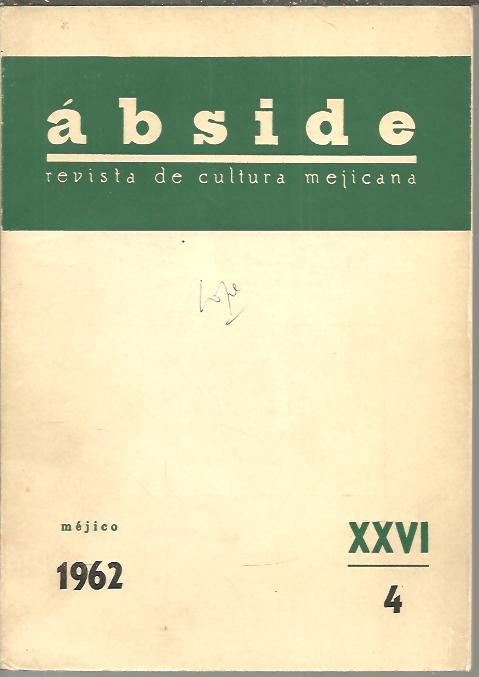 ábside
revista de cultura mejicana
méjico
1962
XXVI
4